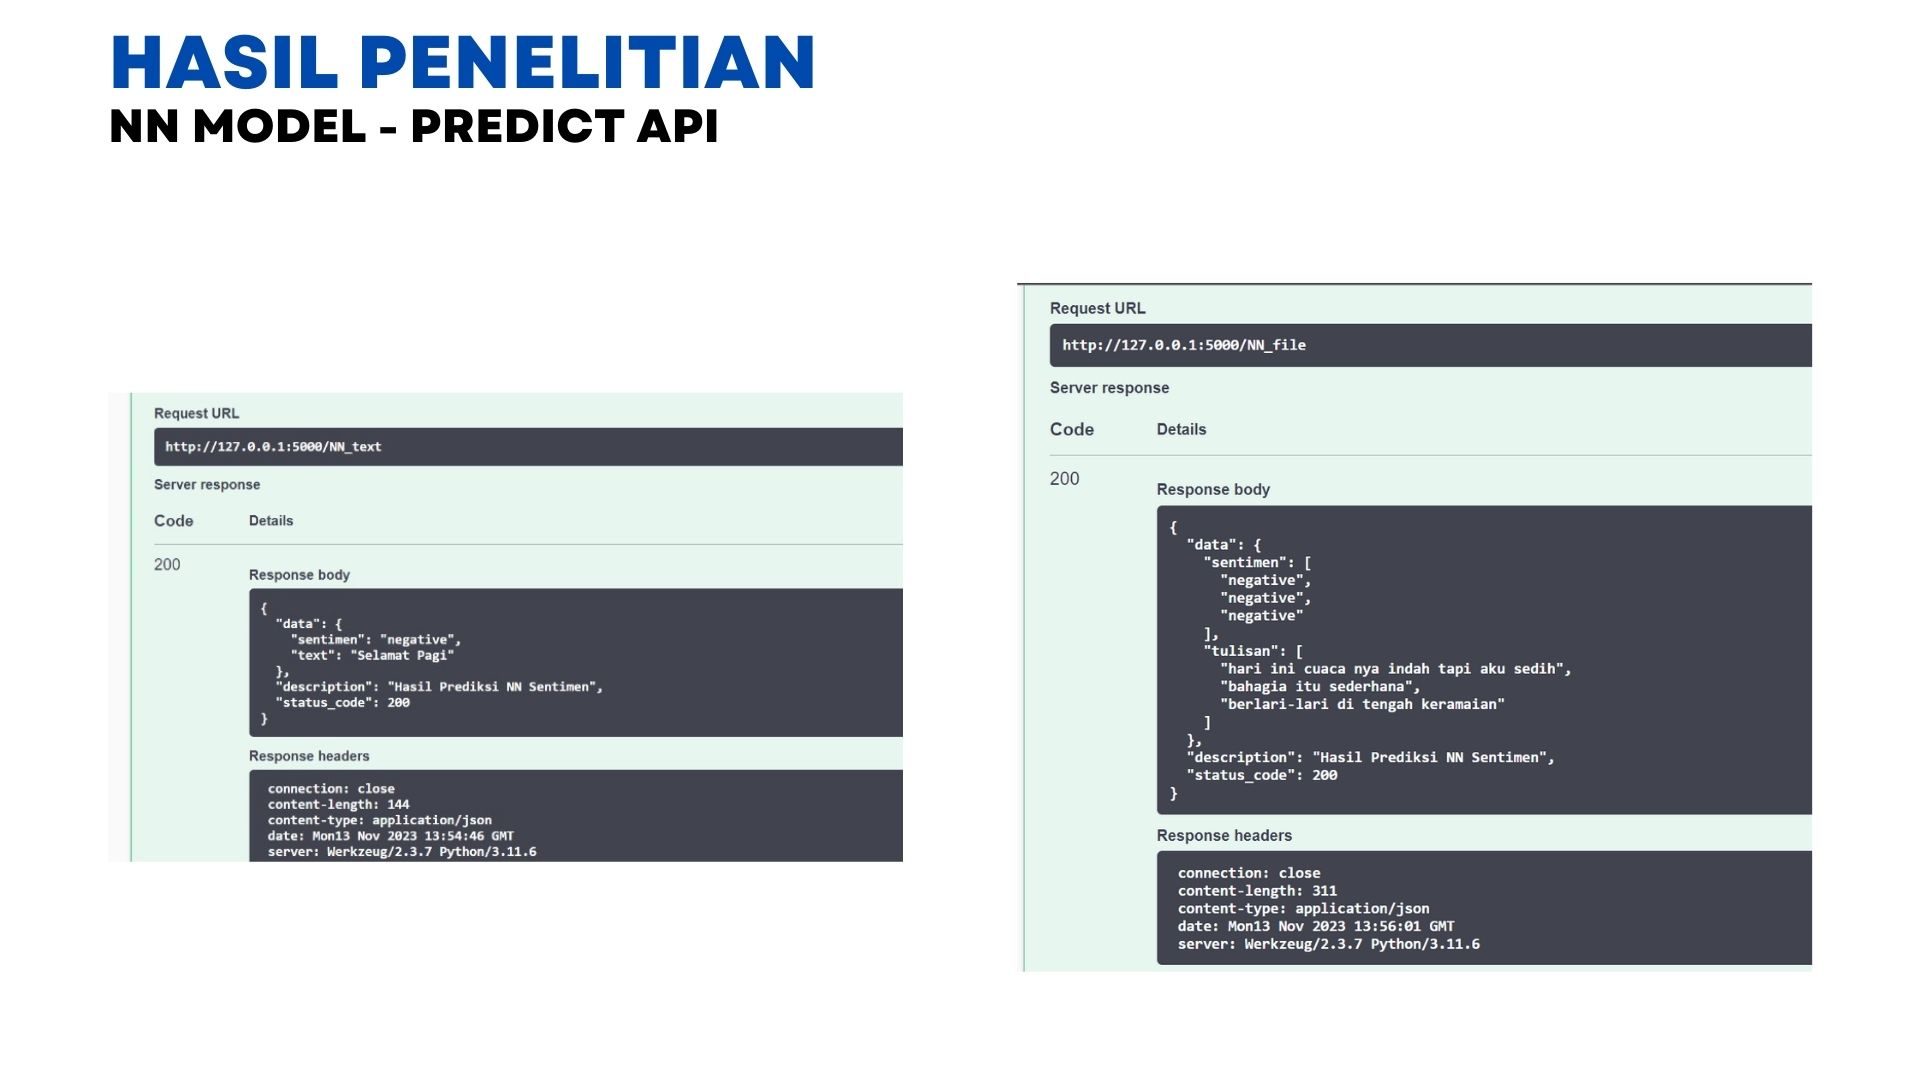 HASIL PENELITIAN
NN MODEL - PREDICT API
Request URL
http://127.0.0.1:5000/NN_text
Server response
Code Details
200
Response body
{
"data": {
"sentimen": "negative",
"text": "Selamat Pagi"
},
"description": "Hasil Prediksi NN Sentimen",
"status_code": 200
}
Response headers
connection: close
content-length: 144
content-type: application/json
date: Mon13 Nov 2023 13:54:46 GMT
server: Werkzeug/2.3.7 Python/3.11.6
Request URL
http://127.0.0.1:5000/NN_file
Server response
Code Details
200
Response body
{
"data": {
"sentimen": [
"negative",
"negative",
"negative"
],
"tulisan": [
"hari ini cuaca nya indah tapi aku sedih",
"bahagia itu sederhana",
"berlari-lari di tengah keramaian"
]
},
"description": "Hasil Prediksi NN Sentimen",
"status_code": 200
}
Response headers
connection: close
content-length: 311
content-type: application/json
date: Mon13 Nov 2023 13:56:01 GMT
server: Werkzeug/2.3.7 Python/3.11.6